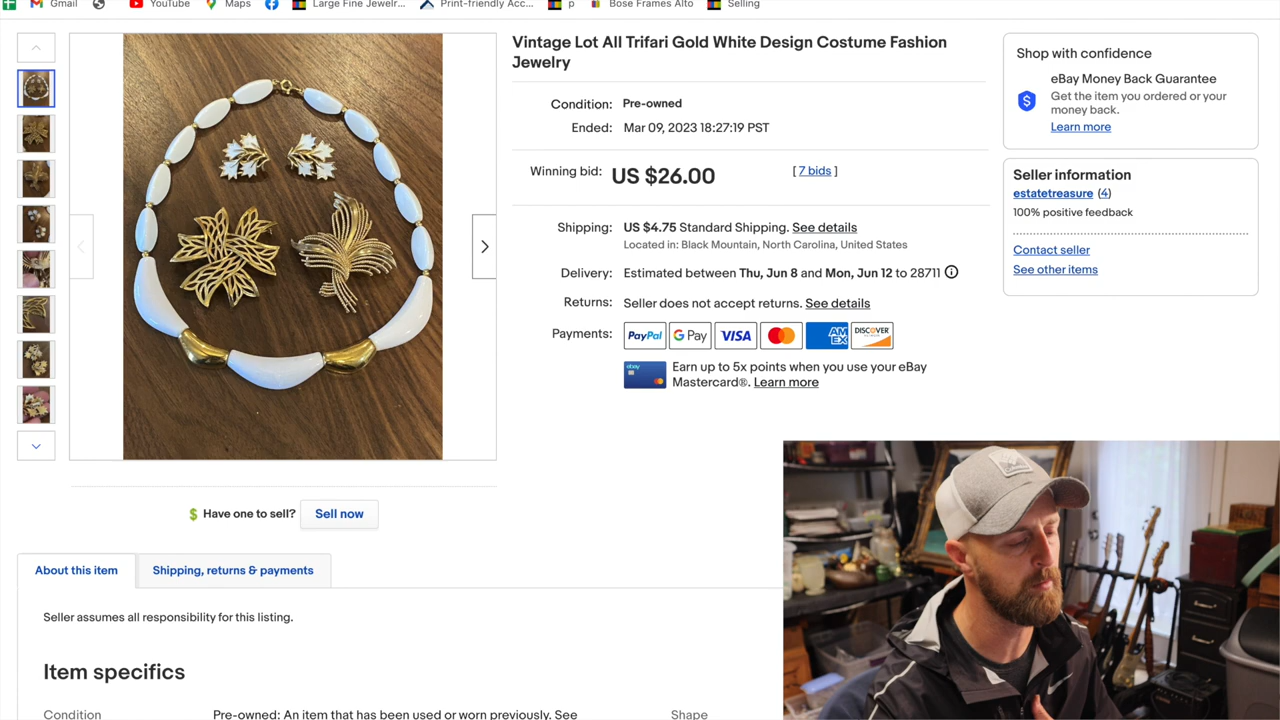 Gmail
YouTube
Maps
Large Fine Jewelr...
Print-friendly Acc...
p
Bose Frames Alto
Selling
Vintage Lot All Trifari Gold White Design Costume Fashion
Jewelry
Condition: Pre-owned
Ended: Mar 09, 2023 18:27:19 PST
Winning bid: US $26.00 [ 7 bids ]
Shipping: US $4.75 Standard Shipping. See details
Located in: Black Mountain, North Carolina, United States
Delivery: Estimated between Thu, Jun 8 and Mon, Jun 12 to 28711
Returns: Seller does not accept returns. See details
Payments: PayPal G Pay VISA AM EX DISCOVER
ebay
Earn up to 5x points when you use your eBay
Mastercard®. Learn more
Shop with confidence
eBay Money Back Guarantee
Get the item you ordered or your
money back.
Learn more
Seller information
estatetreasure (4)
100% positive feedback
Contact seller
See other items
Have one to sell? Sell now
About this item
Shipping, returns & payments
Seller assumes all responsibility for this listing.
Item specifics
Condition
Pre-owned: An item that has been used or worn previously. See
Shape